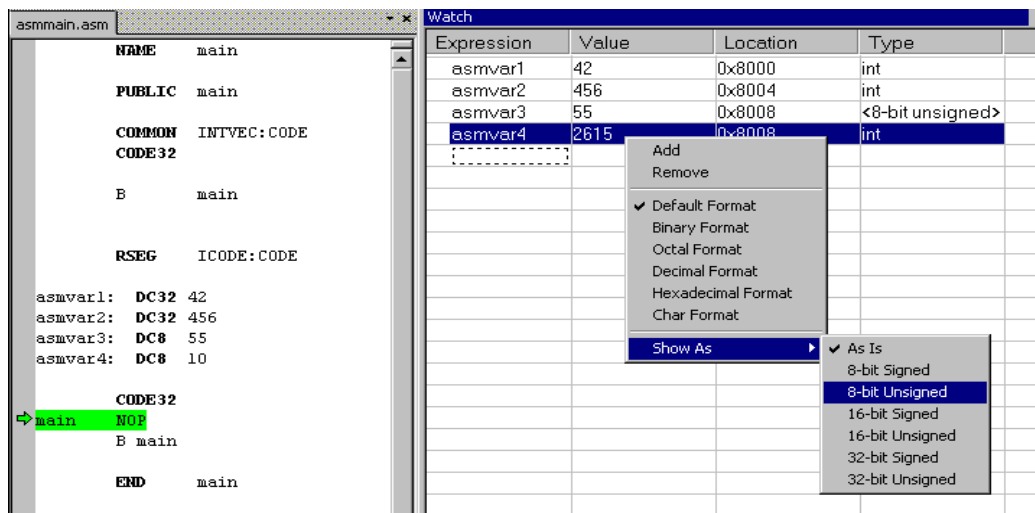 asmmain.asm
NAME main
PUBLIC main
COMMON INTVEC:CODE
CODE32
B main
RSEG ICODE:CODE
asmvar1: DC32 42
asmvar2: DC32 456
asmvar3: DC8 55
asmvar4: DC8 10
CODE32
main NOP
B main
END main
Watch
Expression Value Location Type
asmvar1 42 0x8000 int
asmvar2 456 0x8004 int
asmvar3 55 0x8008 <8-bit unsigned>
asmvar4 2615 0x8008 int
Add
Remove
Default Format
Binary Format
Octal Format
Decimal Format
Hexadecimal Format
Char Format
Show As
As Is
8-bit Signed
8-bit Unsigned
16-bit Signed
16-bit Unsigned
32-bit Signed
32-bit Unsigned